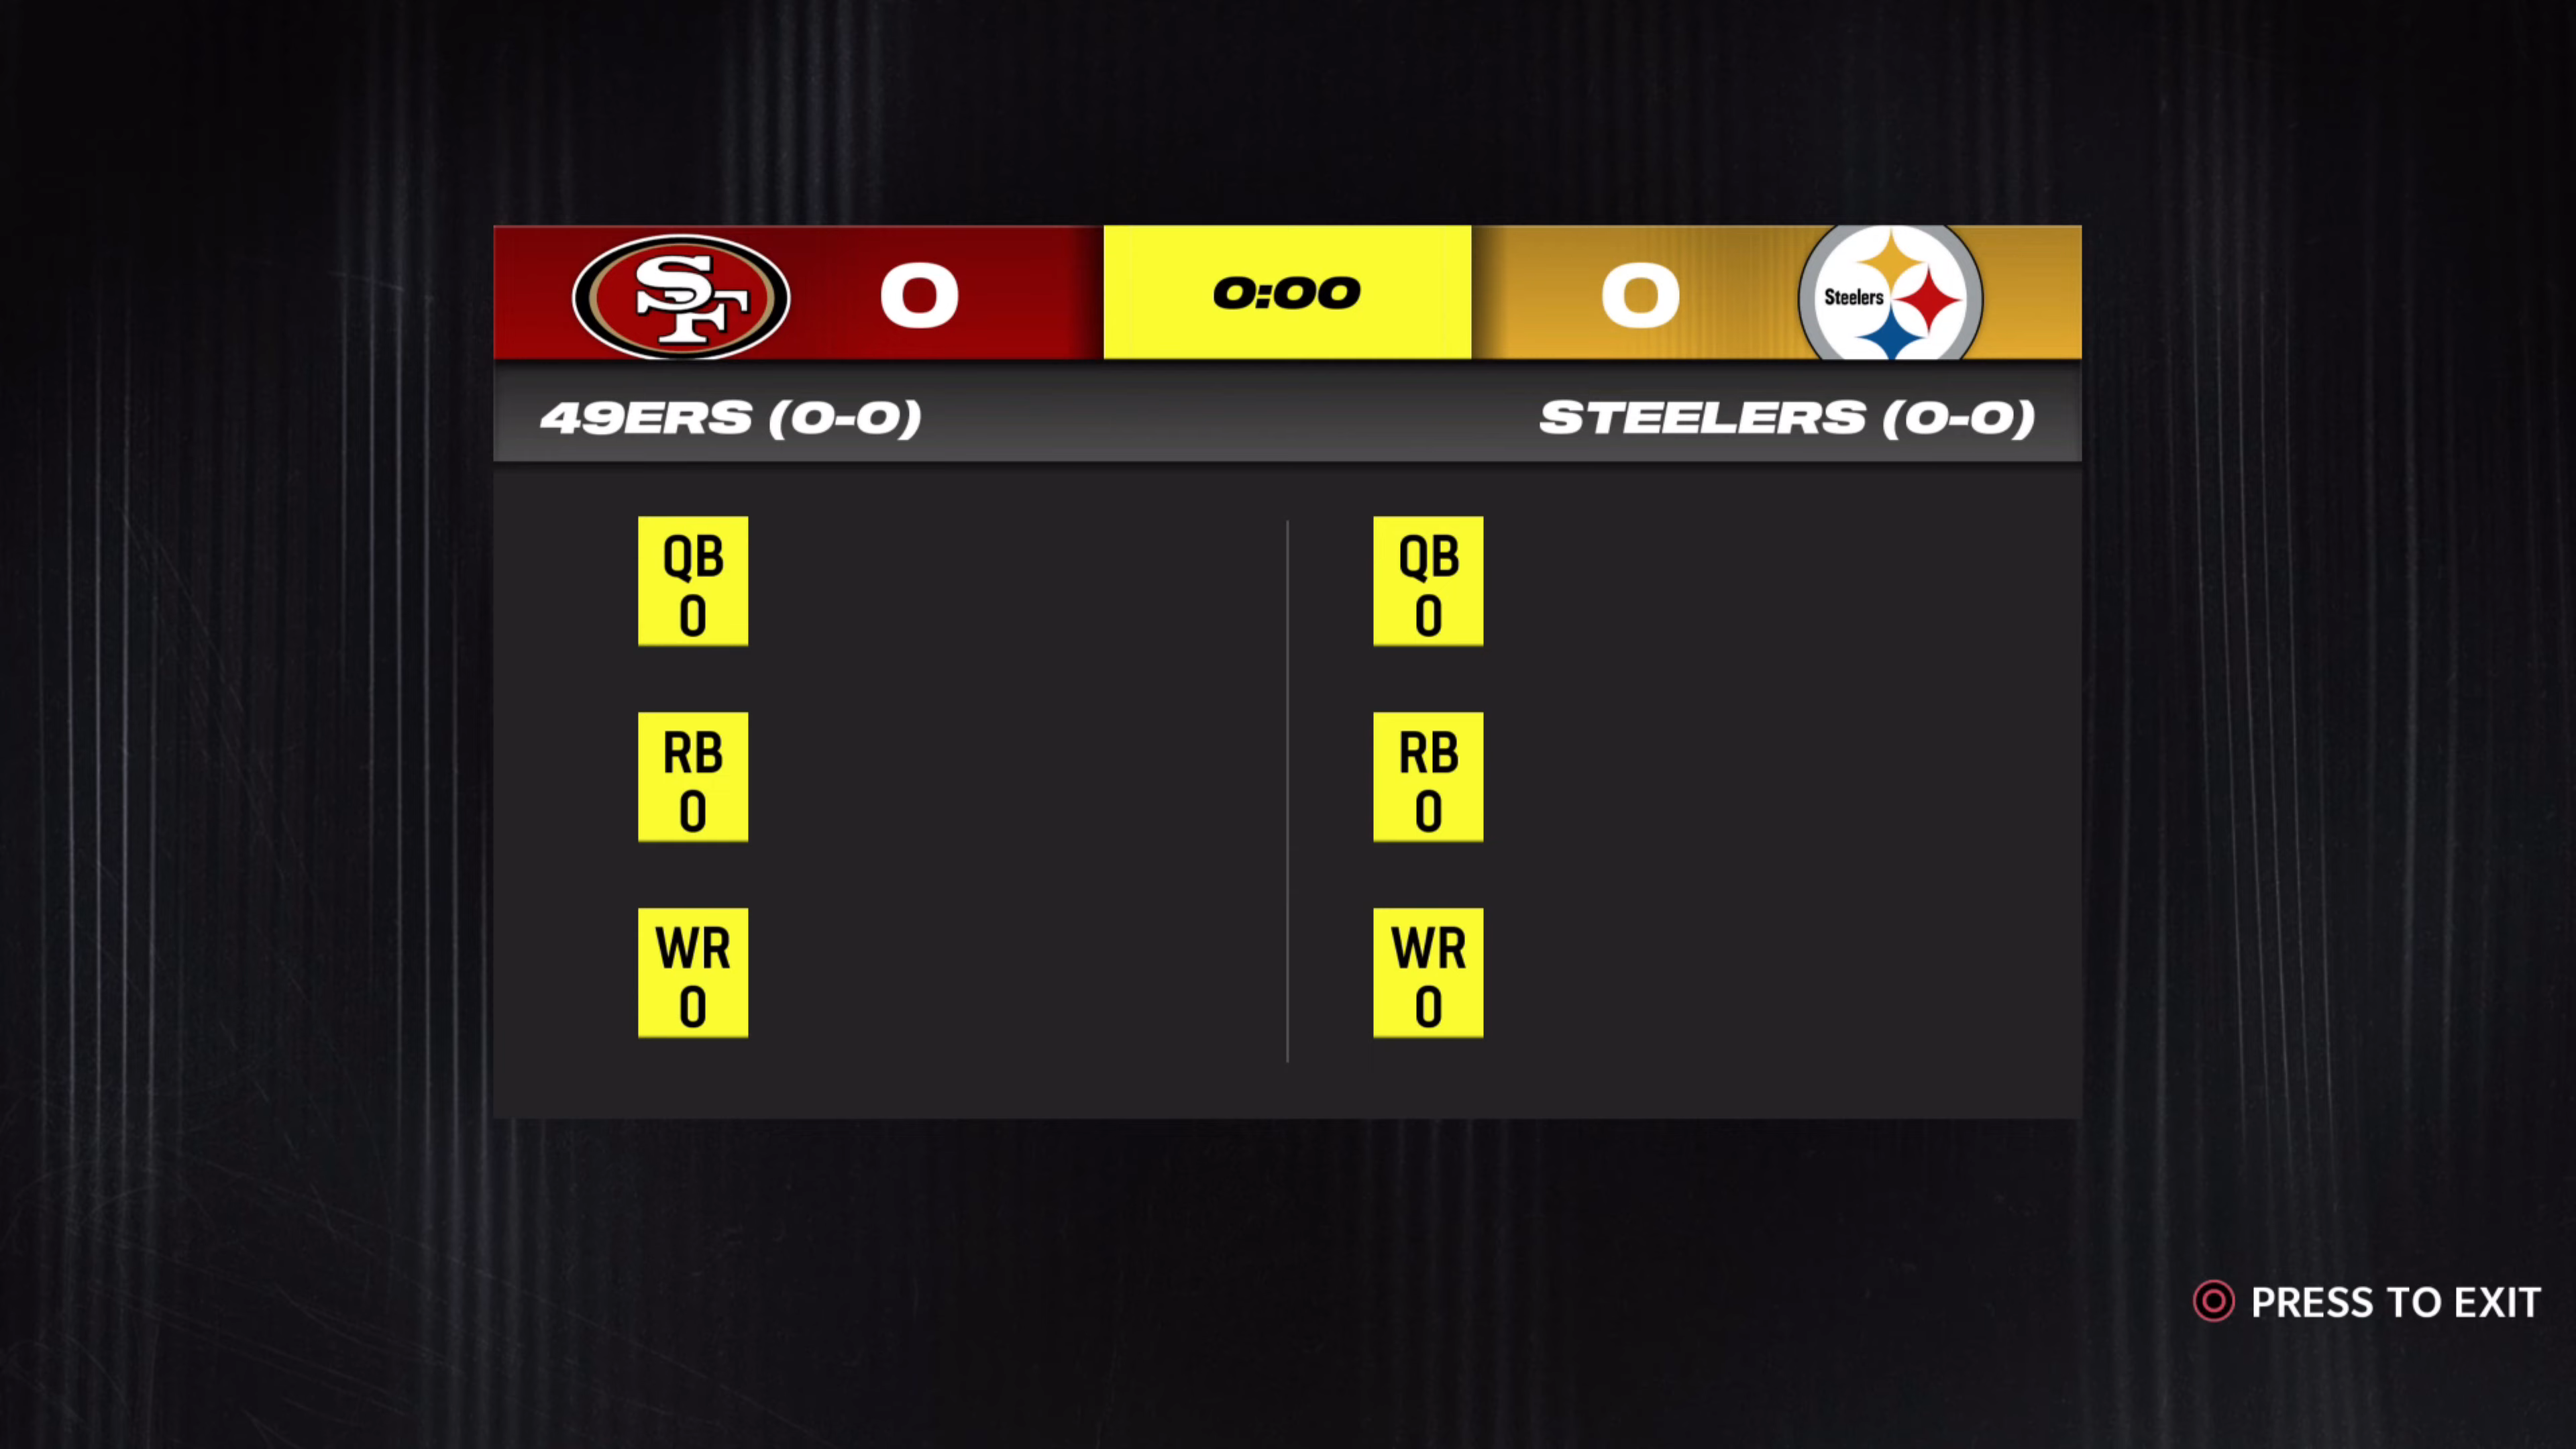 SF 0 0:00 0 Steelers
49ERS (0-0) STEELERS (0-0)
QB QB
0 0
RB RB
0 0
WR WR
0 0
PRESS TO EXIT